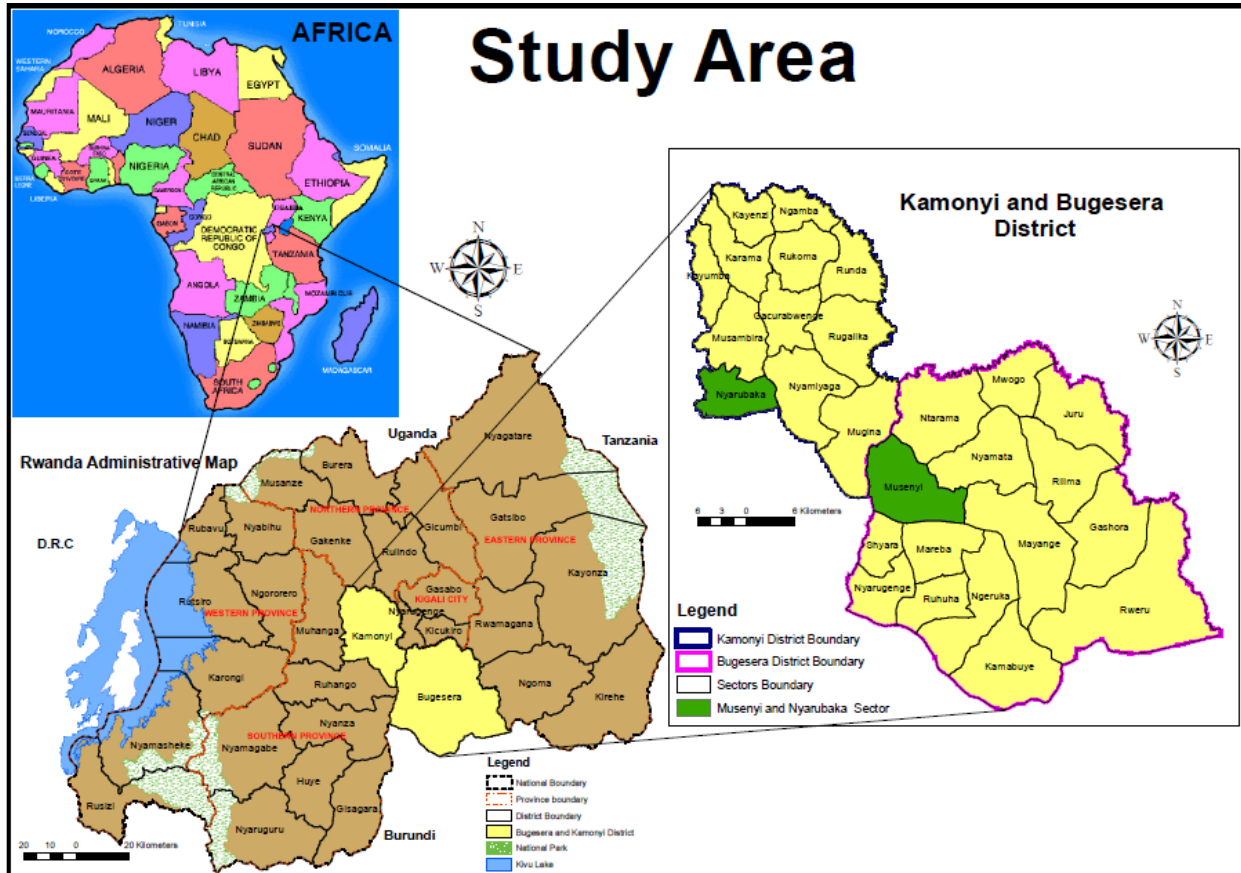 Study Area
AFRICA
TUNISIA
MOROCCO
ALGERIA
LIBYA
EGYPT
WESTERN
SAHARA
MAURITANIA
MALI
NIGER
CHAD
SUDAN
SOMALIA
SENEGAL
GUINEA
SIERRA
LEONE
LIBERIA
NIGERIA
CENTRAL
AFRICAN
REPUBLIC
ETHIOPIA
CAMEROON
UGANDA
KENYA
GABON
CONGO
DEMOCRATIC
REPUBLIC OF
CONGO
TANZANIA
ANGOLA
ZAMBIA
MOZAMBIQUE
NAMIBIA
ZIMBABWE
BOTSWANA
MADAGASCAR
SOUTH
AFRICA
N
W
E
S
Rwanda Administrative Map
Uganda
Tanzania
D.R.C
Burundi
Nyagatare
Burera
Musanze
NORTHERN PROVINCE
Gicumbi
Gatsibo
Rubavu
Nyabihu
Gakenke
Rulindo
EASTERN PROVINCE
Kayonza
Gasabo
KIGALI CITY
Rutsiro
Ngororero
WESTERN PROVINCE
Nyarugenge
Kicukiro
Rwamagana
Muhanga
Kamonyi
Karongi
Ruhango
Bugesera
Ngoma
Kirehe
Nyanza
SOUTHERN PROVINCE
Nyamasheke
Nyamagabe
Huye
Gisagara
Rusizi
Nyaruguru
20 10 0 20 Kilometers
Legend
National Boundary
Province boundary
District Boundary
Bugesera and Kamonyi District
National Park
Kivu Lake
Kamonyi and Bugesera
District
N
W
E
S
Kayenzi
Ngamba
Karama
Rukoma
Kayumbu
Runda
Gacurabwenge
Musambira
Rugalika
Nyarubaka
Nyamiyaga
Mugina
Mwogo
Ntarama
Juru
Nyamata
Musenyi
Rilima
Gashora
6 3 0 6 Kilometers
Shyara
Mareba
Mayange
Nyarugenge
Ruhuha
Ngeruka
Rweru
Kamabuye
Legend
Kamonyi District Boundary
Bugesera District Boundary
Sectors Boundary
Musenyi and Nyarubaka Sector